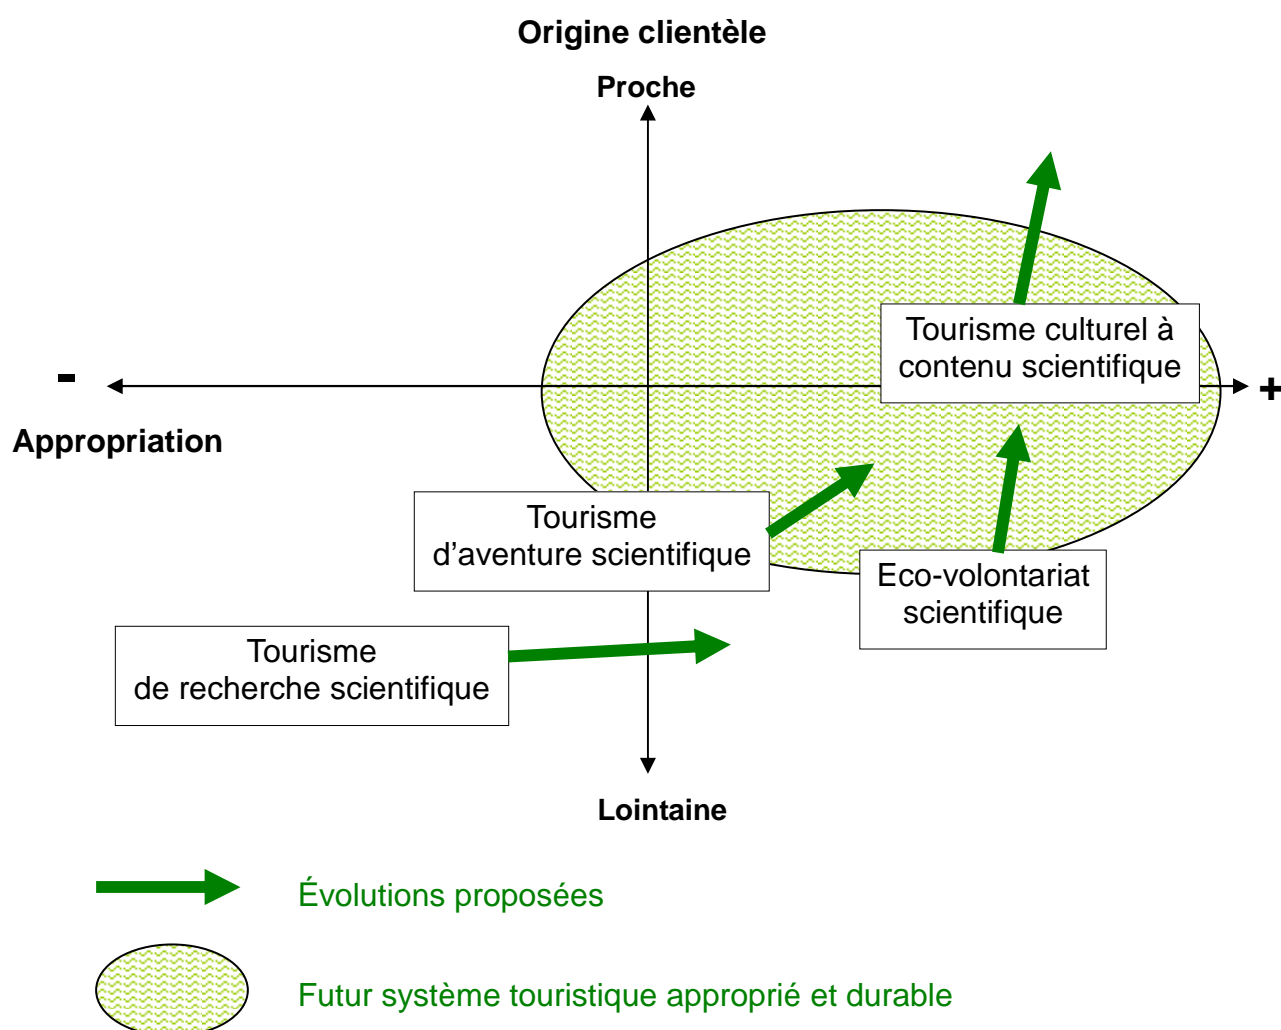 Origine clientèle
Proche
Tourisme culturel à
contenu scientifique
-
+
Appropriation
Tourisme
d'aventure scientifique
Eco-volontariat
scientifique
Tourisme
de recherche scientifique
Lointaine
Évolutions proposées
Futur système touristique approprié et durable